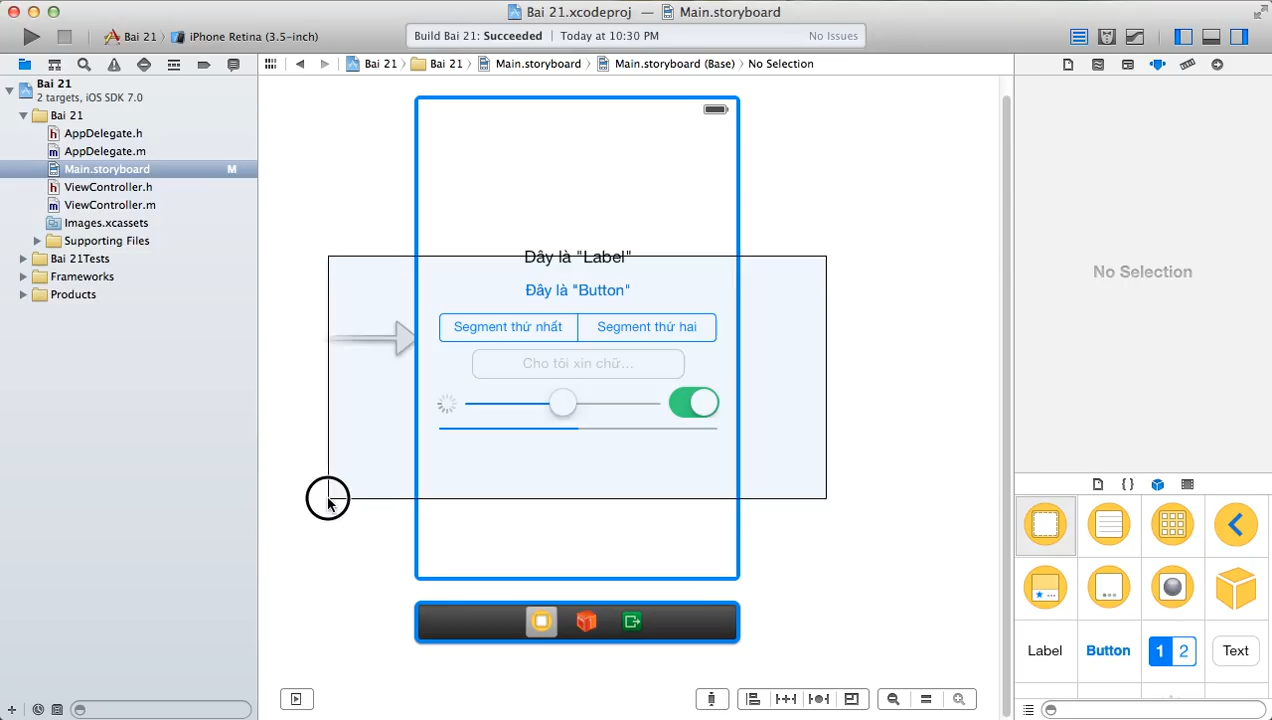 Bai 21.xcodeproj — Main.storyboard
Bai 21 › iPhone Retina (3.5-inch)
Build Bai 21: Succeeded Today at 10:30 PM No Issues
Bai 21 Bai 21 Main.storyboard Main.storyboard (Base) No Selection
Bai 21
2 targets, iOS SDK 7.0
Bai 21
h AppDelegate.h
m AppDelegate.m
Main.storyboard M
h ViewController.h
m ViewController.m
Images.xcassets
Supporting Files
Bai 21Tests
Frameworks
Products
Đây là "Label"
Đây là "Button"
Segment thứ nhất Segment thứ hai
Cho tôi xin chữ...
No Selection
{ }
Label Button 1 2 Text